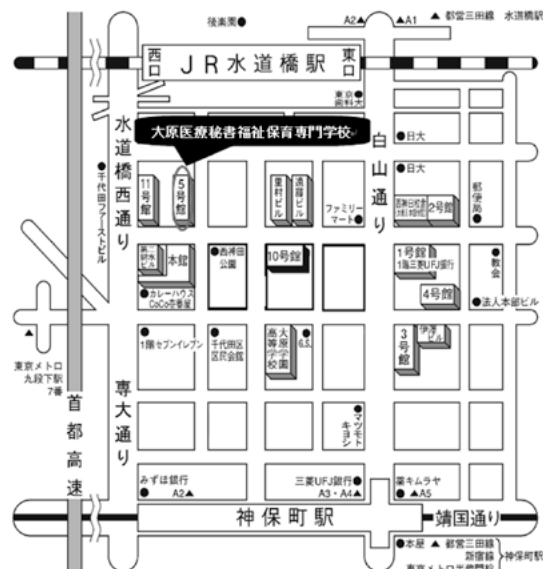 後楽園
A2
A1
都営三田線 水道橋駅
西口
JR水道橋駅
東口
東京歯科大
大原医療秘書福祉保育専門学校
水道橋西通り
白山通り
日大
千代田ファーストビル
11号館
5号館
里村ビル
遠藤ビル
ファミリーマート
日大
2号館
郵便局
本館
西神田公園
10号館
1号館
1階三菱UFJ銀行
教会
カレーハウス
CoCo壱番屋
4号館
法人本部ビル
1階セブンイレブン
千代田区
区民会館
大原学園
高等学校
G.S.
3号館
伊澤ビル
東京メトロ
九段下駅
7番
首都高速
専大通り
マツモトキヨシ
みずほ銀行
A2
三菱UFJ銀行
A3・A4
薬キムラヤ
A5
神保町駅
靖国通り
本屋
都営三田線
新宿線
神保町駅
東京メトロ半蔵門線